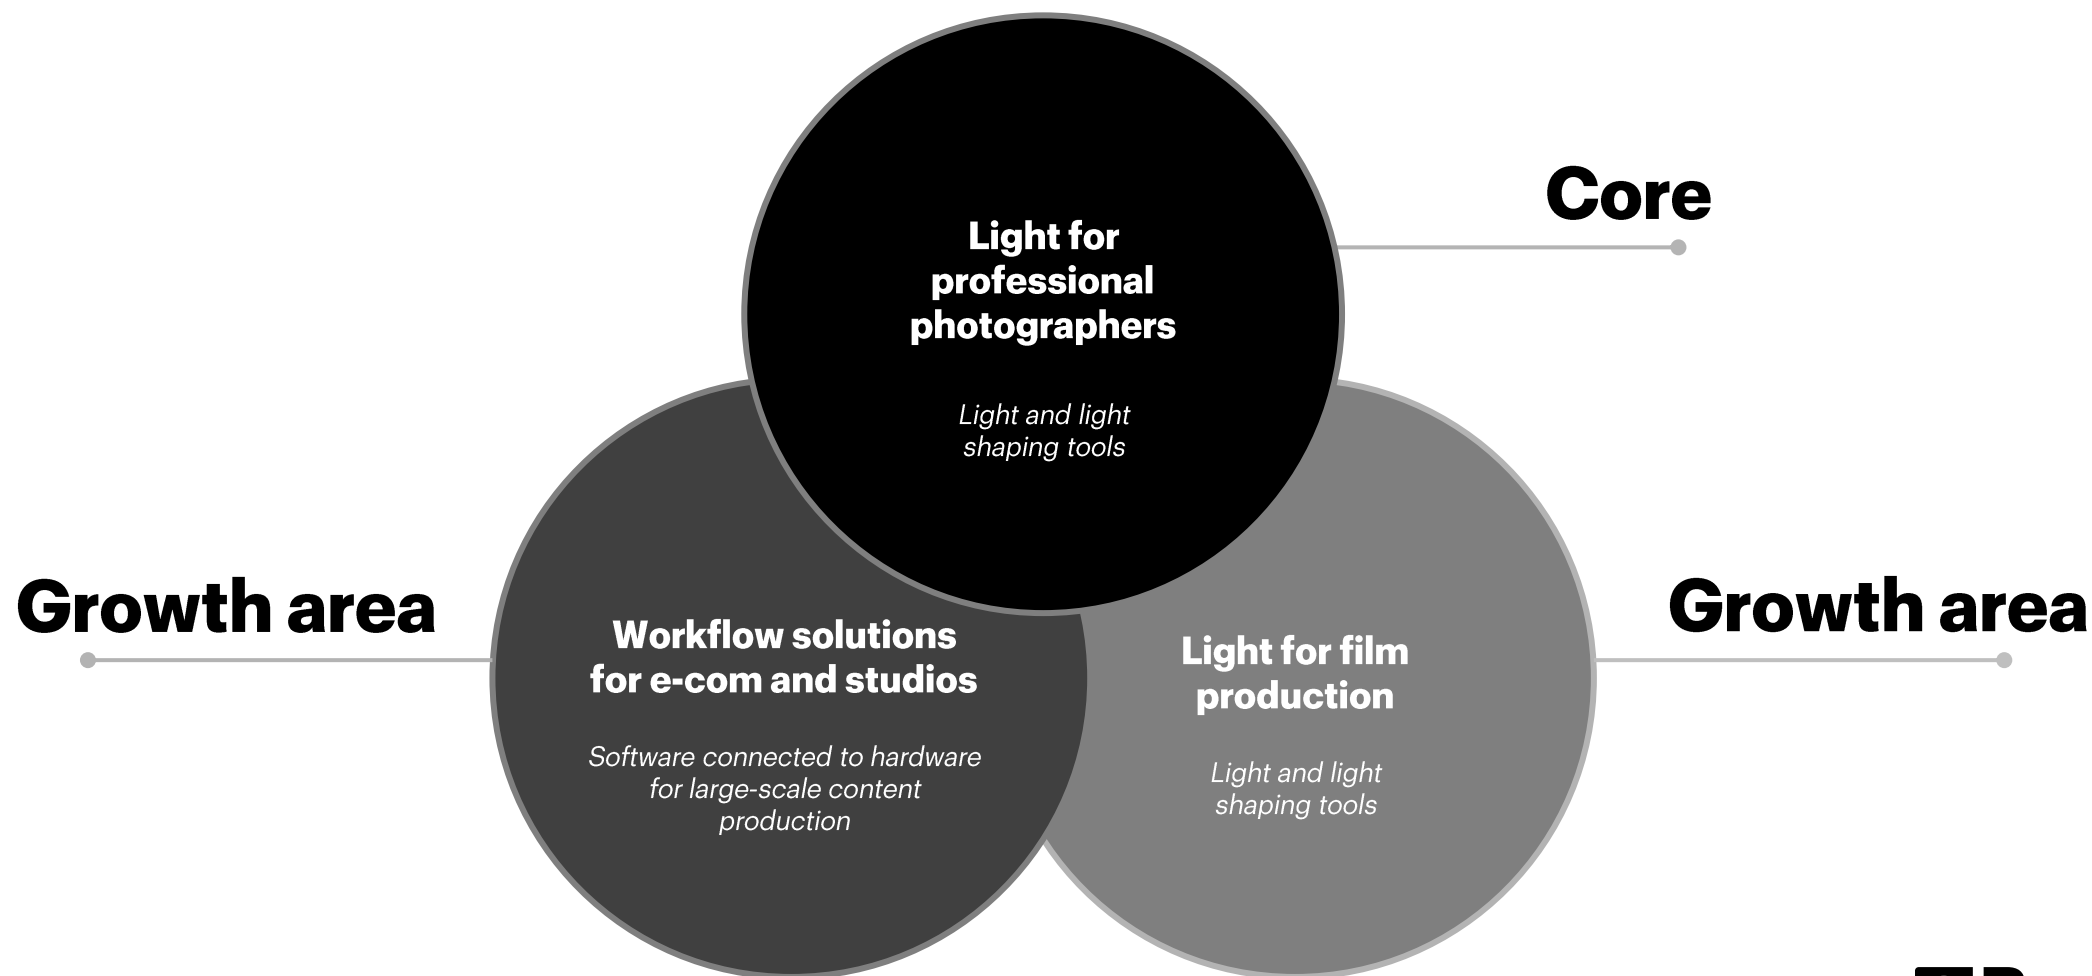 Core
Light for
professional
photographers
Light and light
shaping tools
Growth area
Workflow solutions
for e-com and studios
Software connected to hardware
for large-scale content
production
Light for film
production
Light and light
shaping tools
Growth area